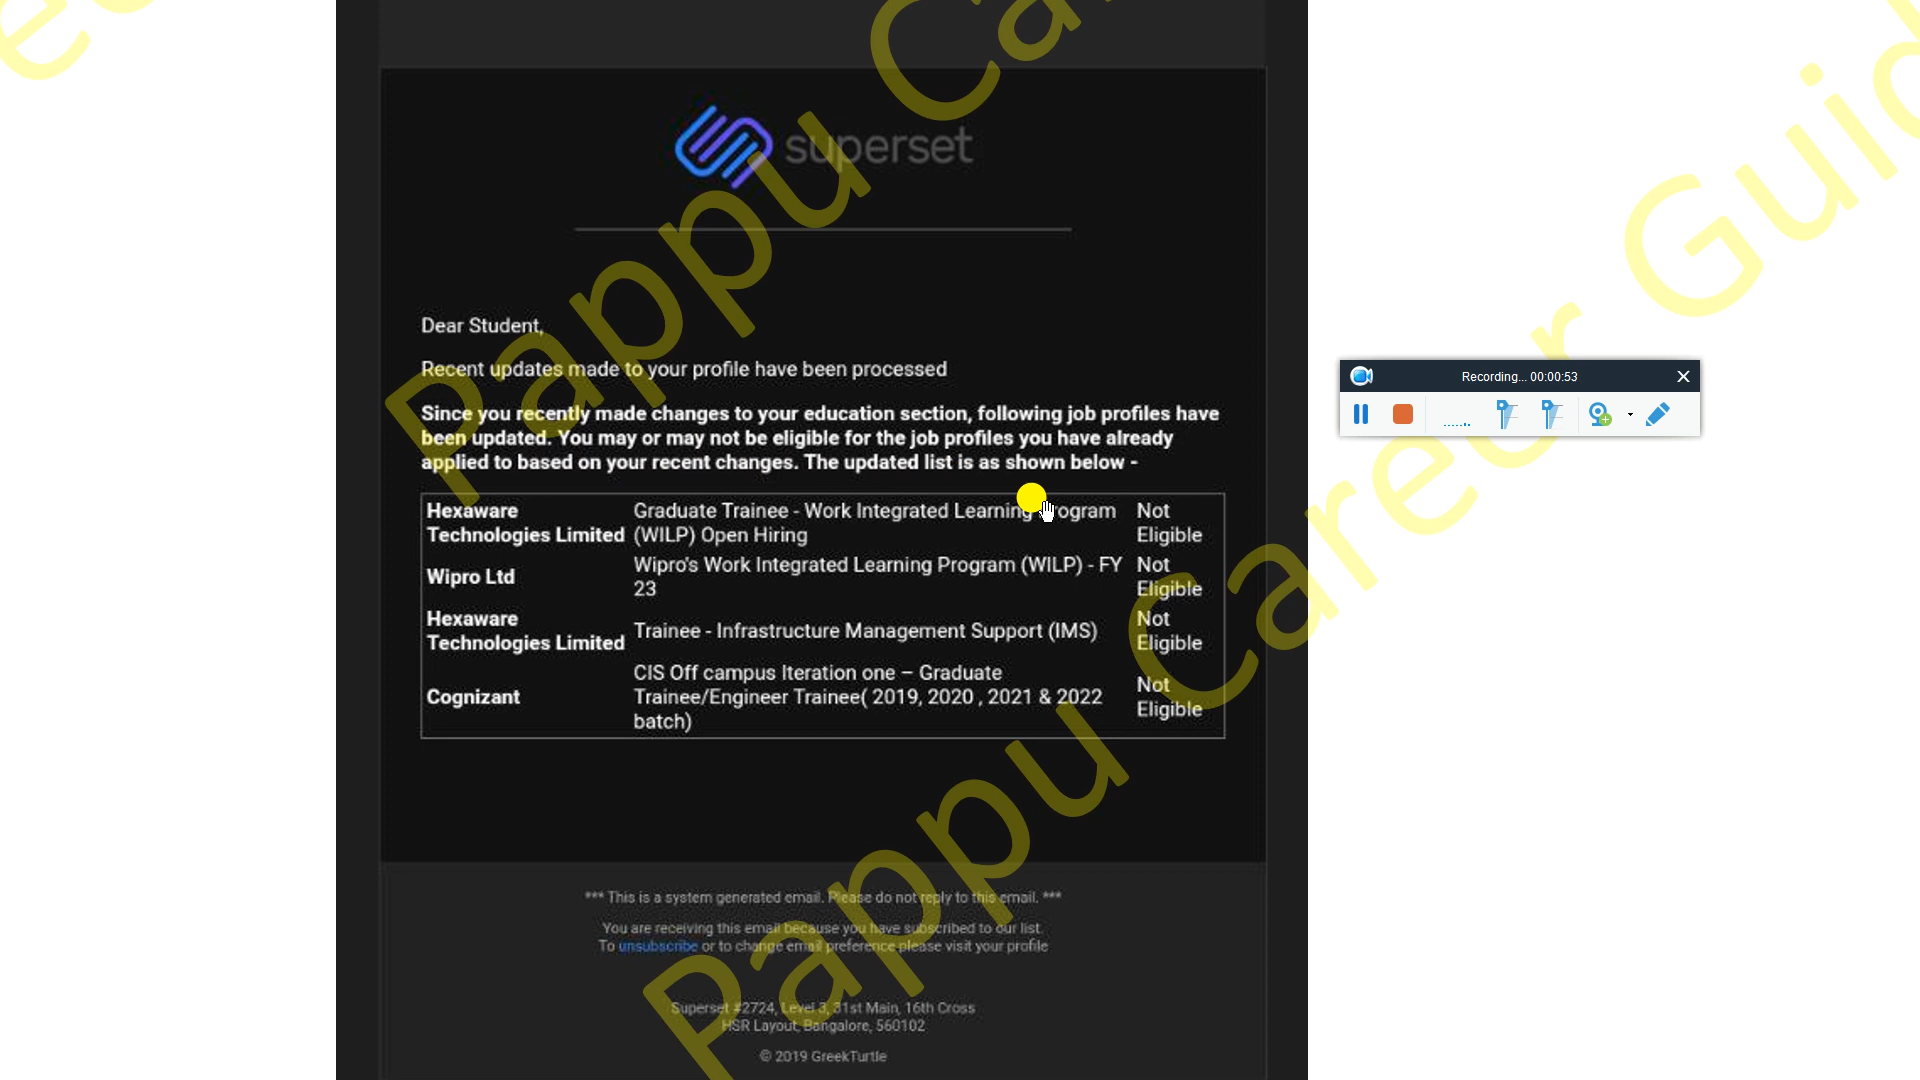 superset
Dear Student,
Recent updates made to your profile have been processed
Since you recently made changes to your education section, following job profiles have
been updated. You may or may not be eligible for the job profiles you have already
applied to based on your recent changes. The updated list is as shown below -
Hexaware
Technologies Limited
Graduate Trainee - Work Integrated Learning Program
(WILP) Open Hiring
Not
Eligible
Wipro Ltd
Wipro's Work Integrated Learning Program (WILP) - FY
23
Not
Eligible
Hexaware
Technologies Limited
Trainee - Infrastructure Management Support (IMS)
Not
Eligible
Cognizant
CIS Off campus Iteration one – Graduate
Trainee/Engineer Trainee( 2019, 2020 , 2021 & 2022
batch)
Not
Eligible
*** This is a system generated email. Please do not reply to this email. ***
You are receiving this email because you have subscribed to our list.
To unsubscribe or to change email preference please visit your profile
Superset #2724, Level 3, 31st Main, 16th Cross
HSR Layout, Bangalore, 560102
© 2019 GreekTurtle
Recording... 00:00:53
Pappu Career Guid
Pappu Ca